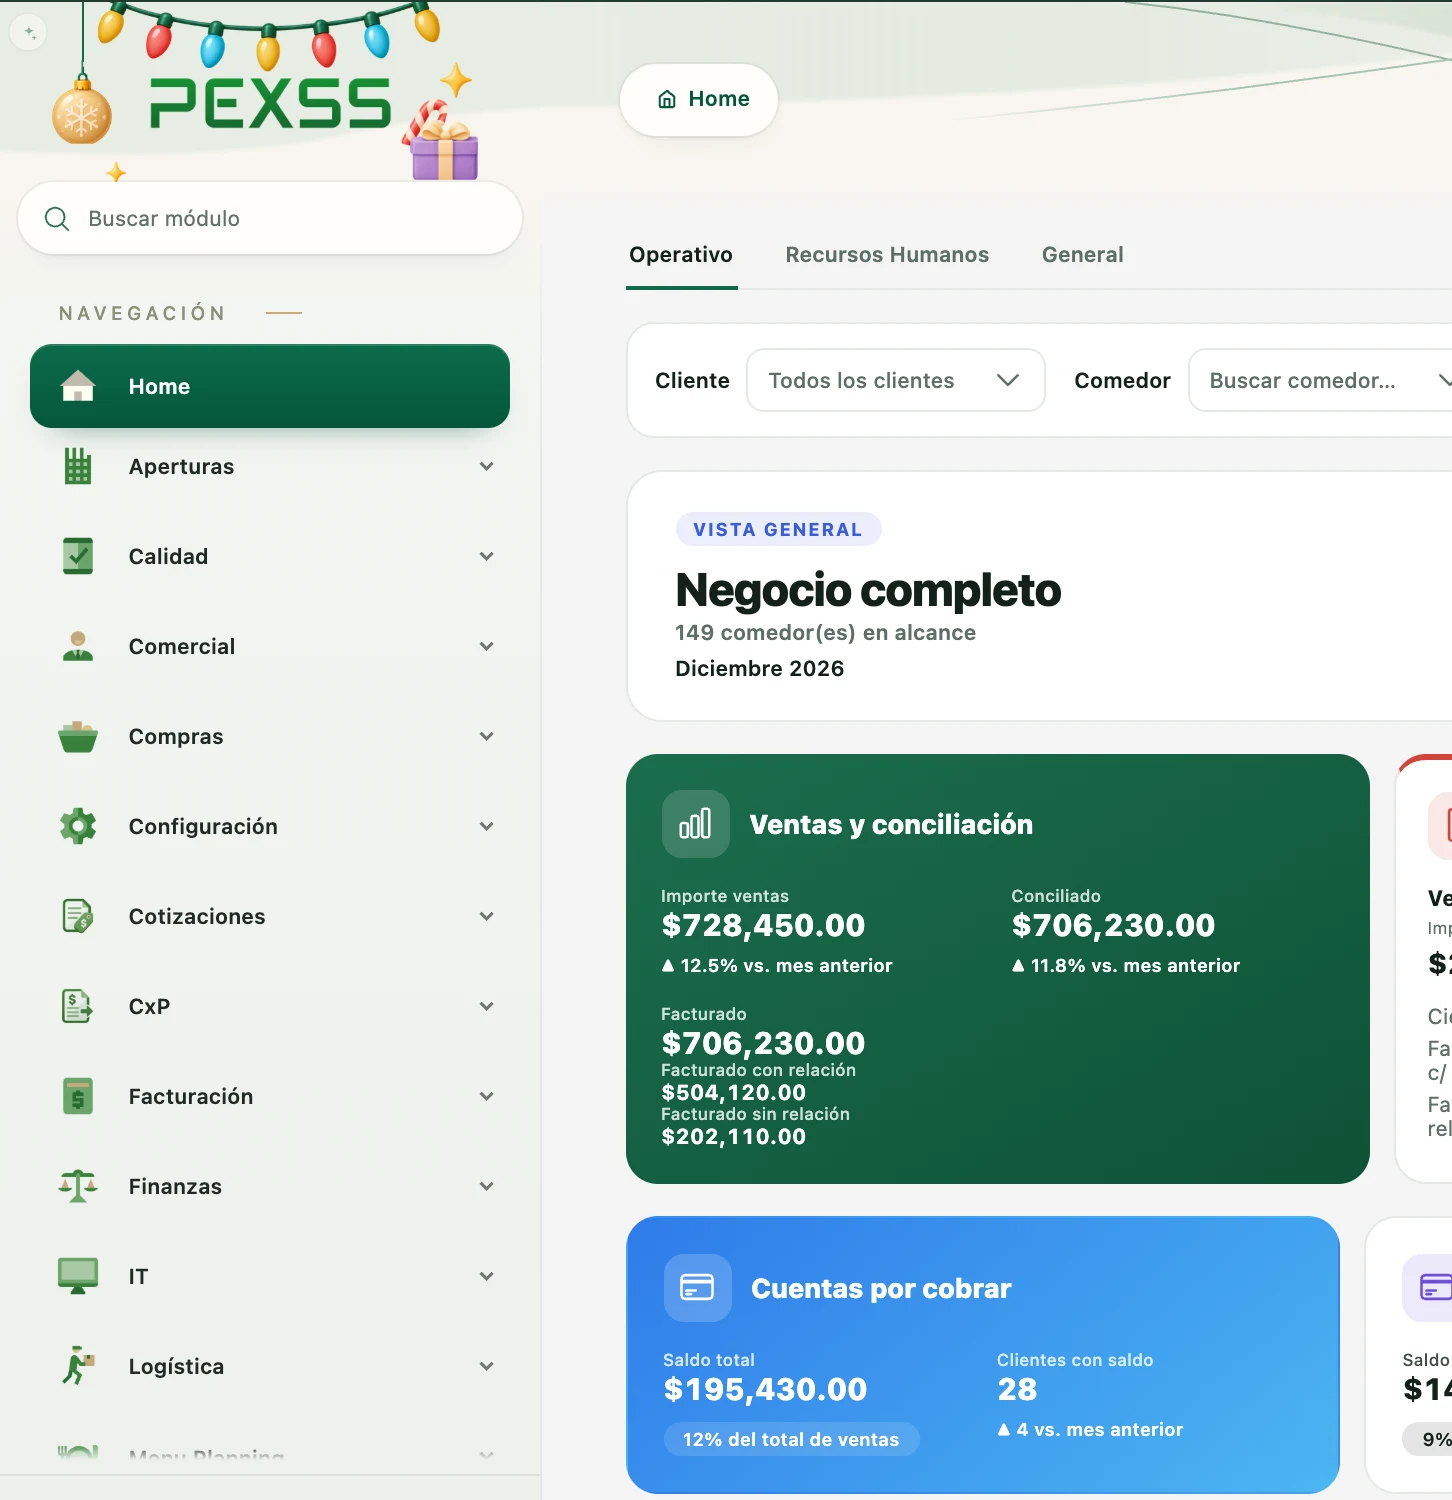 PEXSS
Home
Buscar módulo
NAVEGACIÓN
Home
Aperturas
Calidad
Comercial
Compras
Configuración
Cotizaciones
CxP
Facturación
Finanzas
IT
Logística
Menu Planning
Operativo
Recursos Humanos
General
Cliente
Todos los clientes
Comedor
Buscar comedor...
VISTA GENERAL
Negocio completo
149 comedor(es) en alcance
Diciembre 2026
Ventas y conciliación
Importe ventas
$728,450.00
▲ 12.5% vs. mes anterior
Conciliado
$706,230.00
▲ 11.8% vs. mes anterior
Facturado
$706,230.00
Facturado con relación
$504,120.00
Facturado sin relación
$202,110.00
Cuentas por cobrar
Saldo total
$195,430.00
12% del total de ventas
Clientes con saldo
28
▲ 4 vs. mes anterior
c/
Saldo
9%